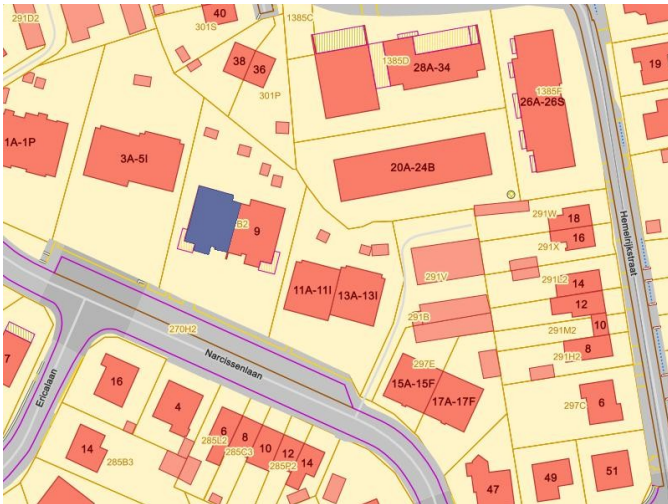 291D2
40
301S
1385C
38
36
301P
1385D
28A-34
1385F
26A-26S
19
1A-1P
3A-5I
20A-24B
B2
9
291W
18
16
291X
Hemelrijkstraat
11A-11I
13A-13I
291V
291L2
14
12
10
291B
291M2
8
291H2
270H2
Narcissenlaan
297E
15A-15F
17A-17F
7
Ericalaan
16
4
6
297C
6
8
10
12
14
285L2
285C3
285P2
14
285B3
47
49
51